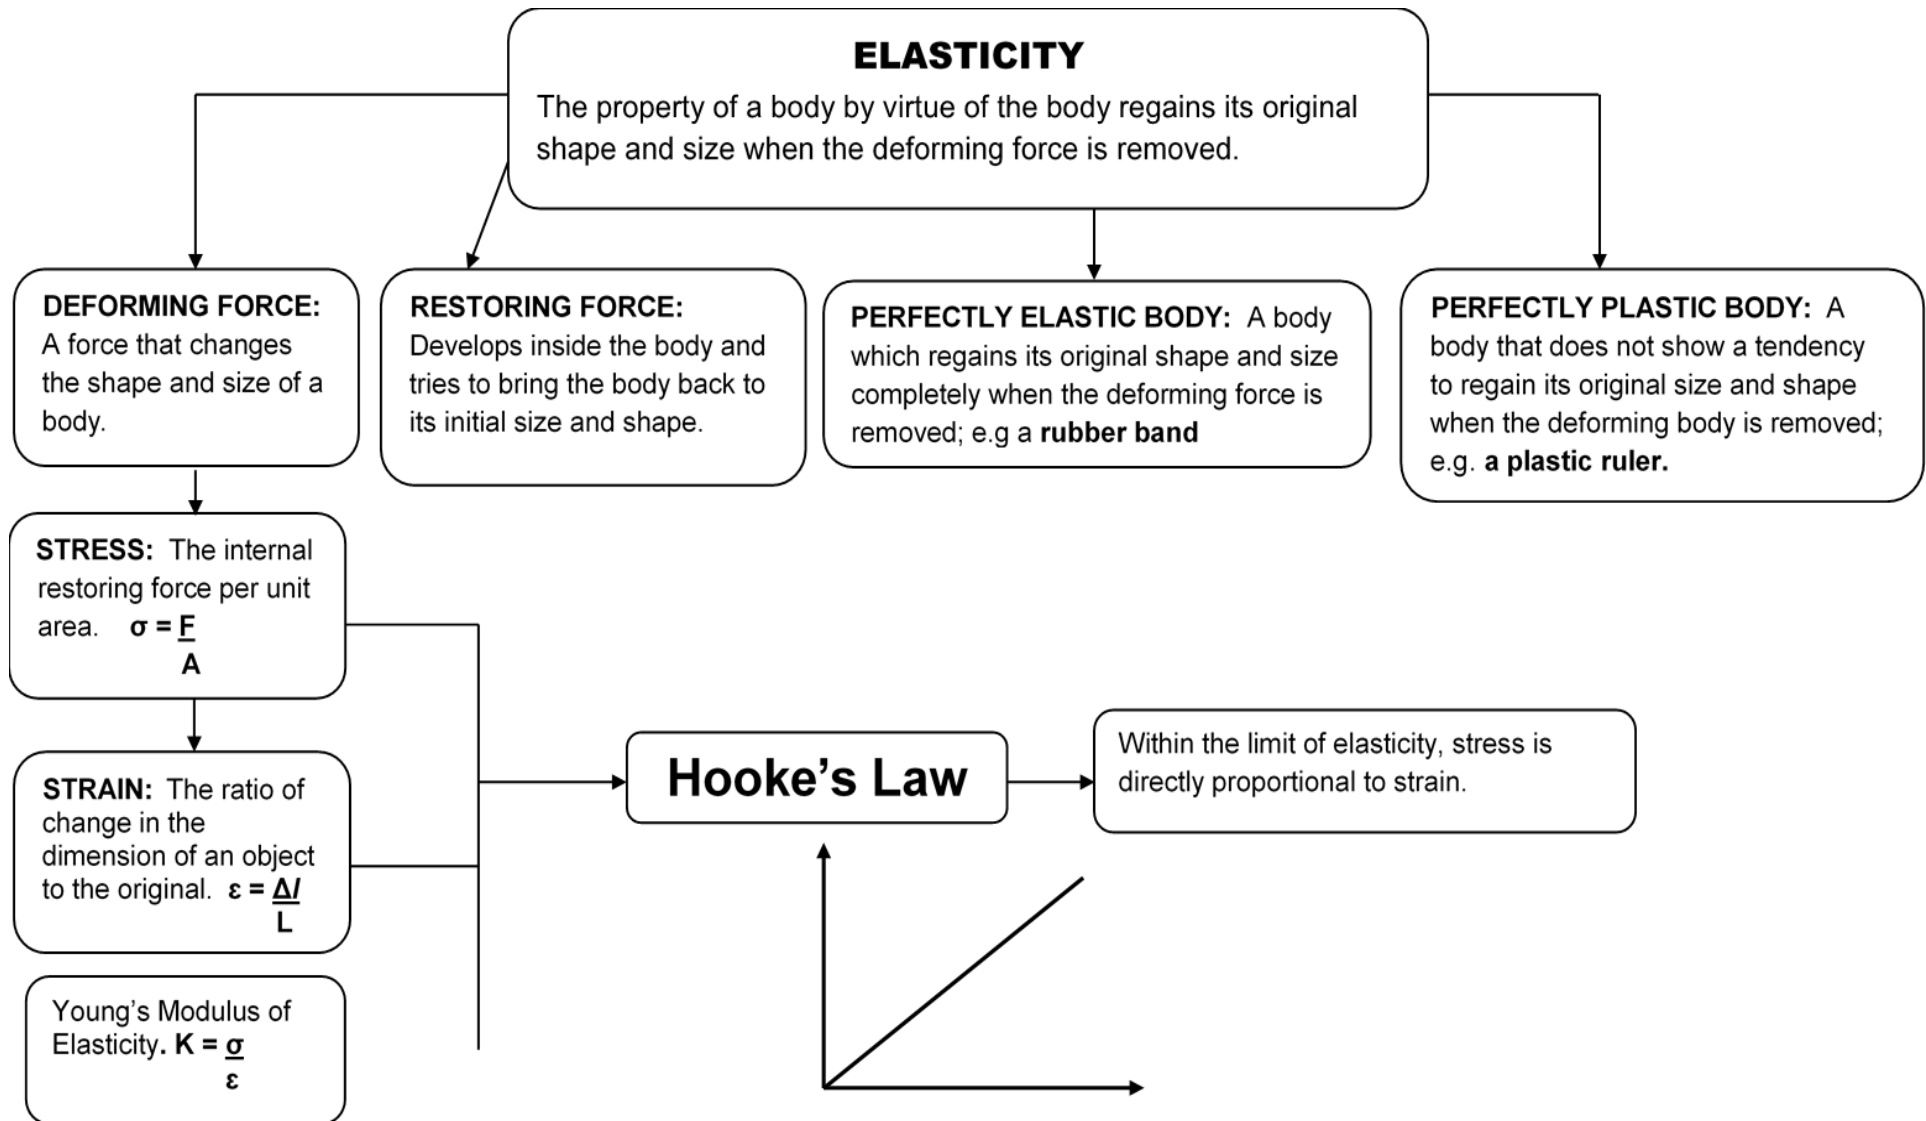 ELASTICITY
The property of a body by virtue of the body regains its original
shape and size when the deforming force is removed.
DEFORMING FORCE:
A force that changes
the shape and size of a
body.
RESTORING FORCE:
Develops inside the body and
tries to bring the body back to
its initial size and shape.
PERFECTLY ELASTIC BODY: A body
which regains its original shape and size
completely when the deforming force is
removed; e.g a rubber band
PERFECTLY PLASTIC BODY: A
body that does not show a tendency
to regain its original size and shape
when the deforming body is removed;
e.g. a plastic ruler.
STRESS: The internal
restoring force per unit
area. σ = F
A
STRAIN: The ratio of
change in the
dimension of an object
to the original. ε = Δl
L
Young's Modulus of
Elasticity. K = σ
ε
Hooke's Law
Within the limit of elasticity, stress is
directly proportional to strain.